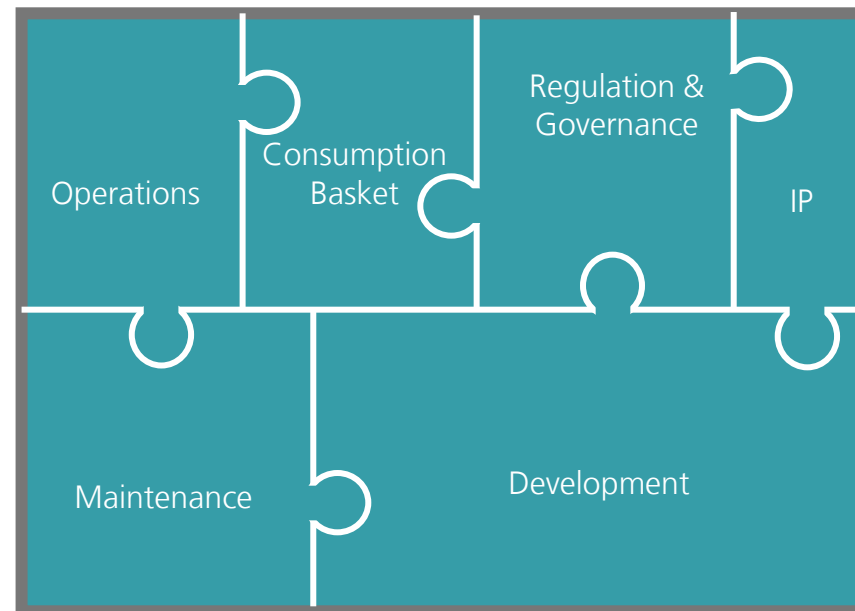 Operations
Consumption
Basket
Regulation &
Governance
IP
Maintenance
Development